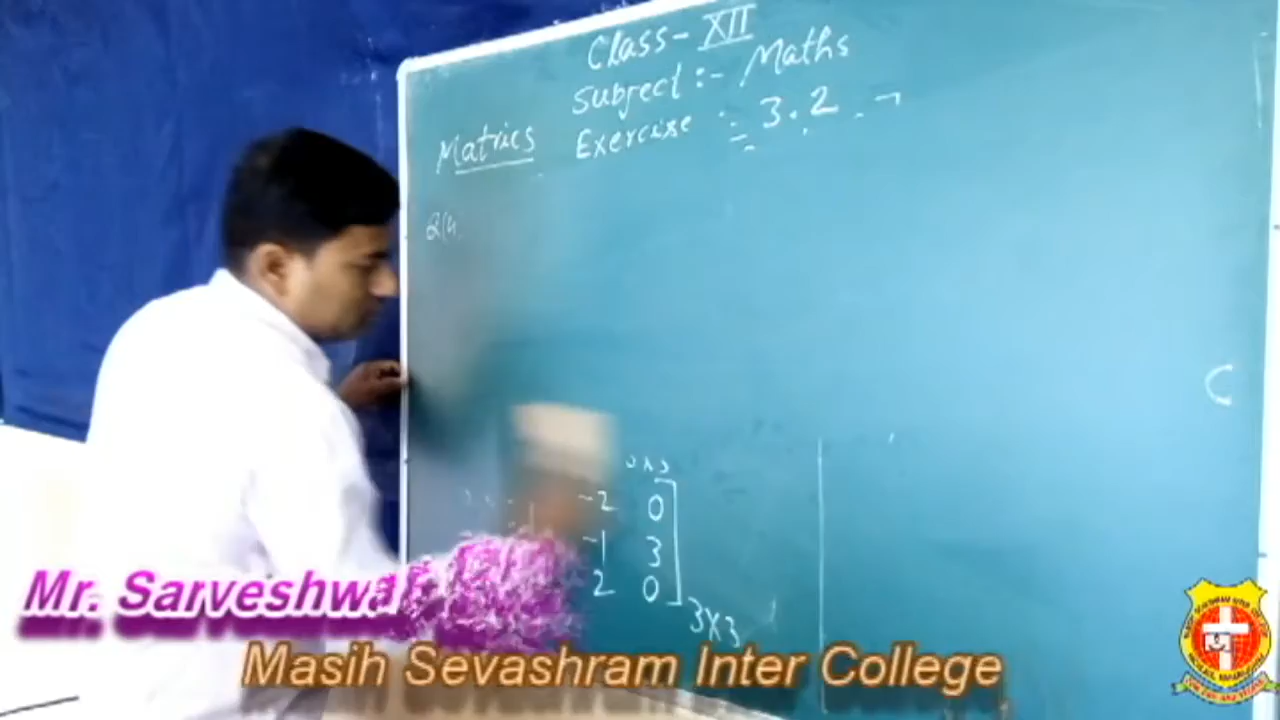 Class- XII
Subject :- Maths
Matrics Exercise :- 3.2
Q(4.
-2 0
-1 3
2 0
3x3
Mr. Sarveshwa
Masih Sevashram Inter College